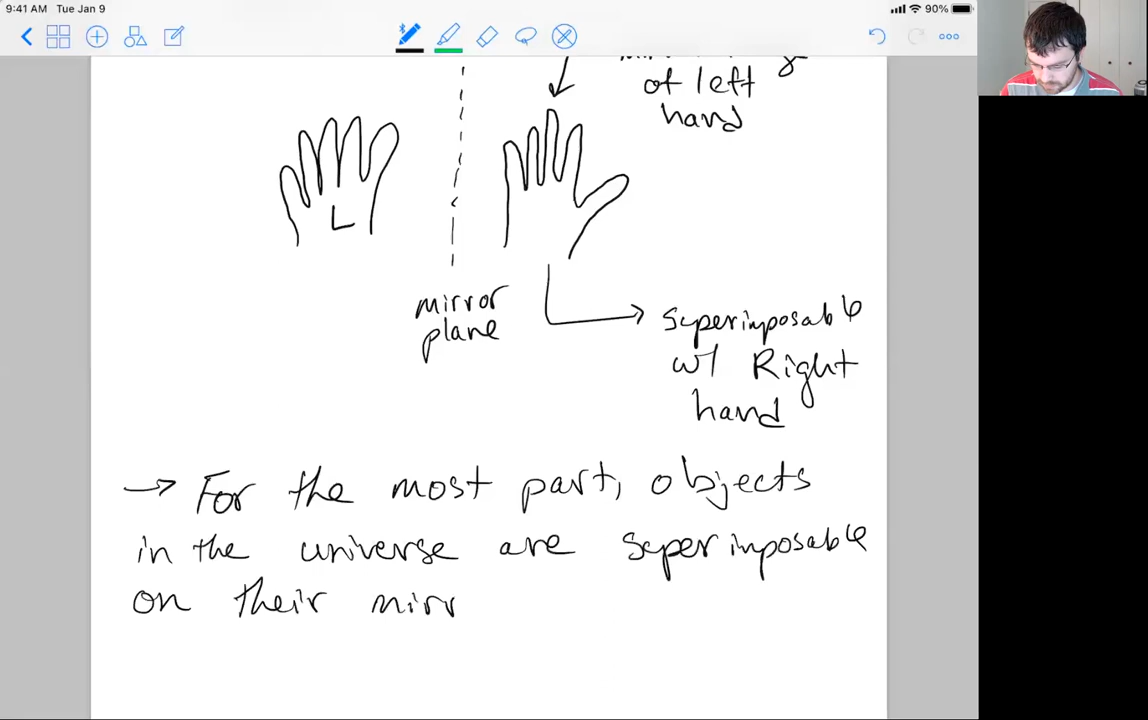 9:41 AM Tue Jan 9
90%
of left
hand
L
mirror
plane
superimposable
w/ Right
hand
→ For the most part, objects
in the universe are superimposable
on their mirr